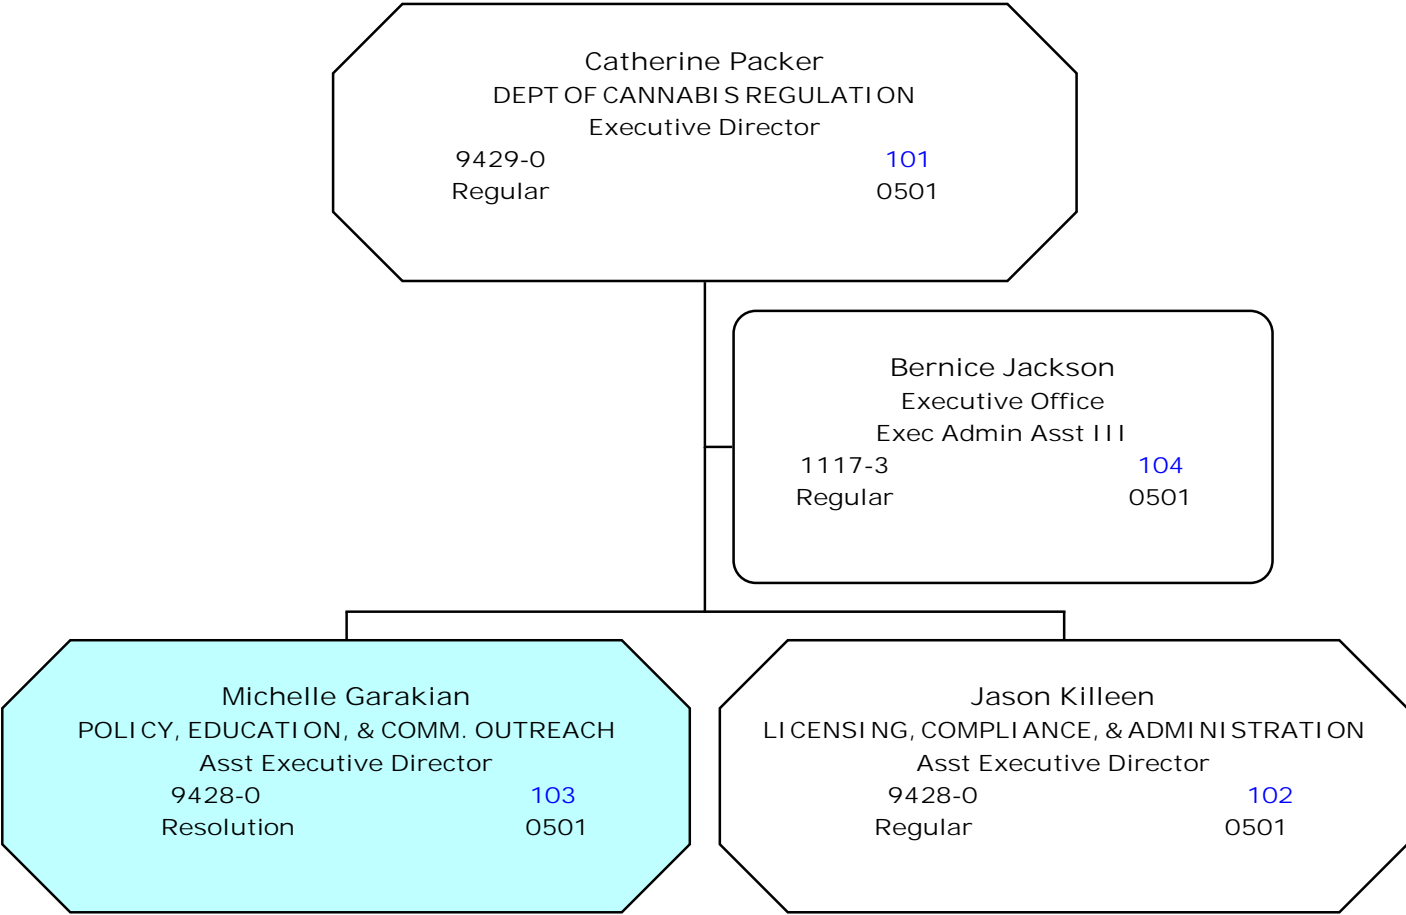 Catherine Packer
DEPT OF CANNABIS REGULATION
Executive Director
9429-0 101
Regular 0501
Bernice Jackson
Executive Office
Exec Admin Asst III
1117-3 104
Regular 0501
Michelle Garakian
POLICY, EDUCATION, & COMM. OUTREACH
Asst Executive Director
9428-0 103
Resolution 0501
Jason Killeen
LICENSING, COMPLIANCE, & ADMINISTRATION
Asst Executive Director
9428-0 102
Regular 0501